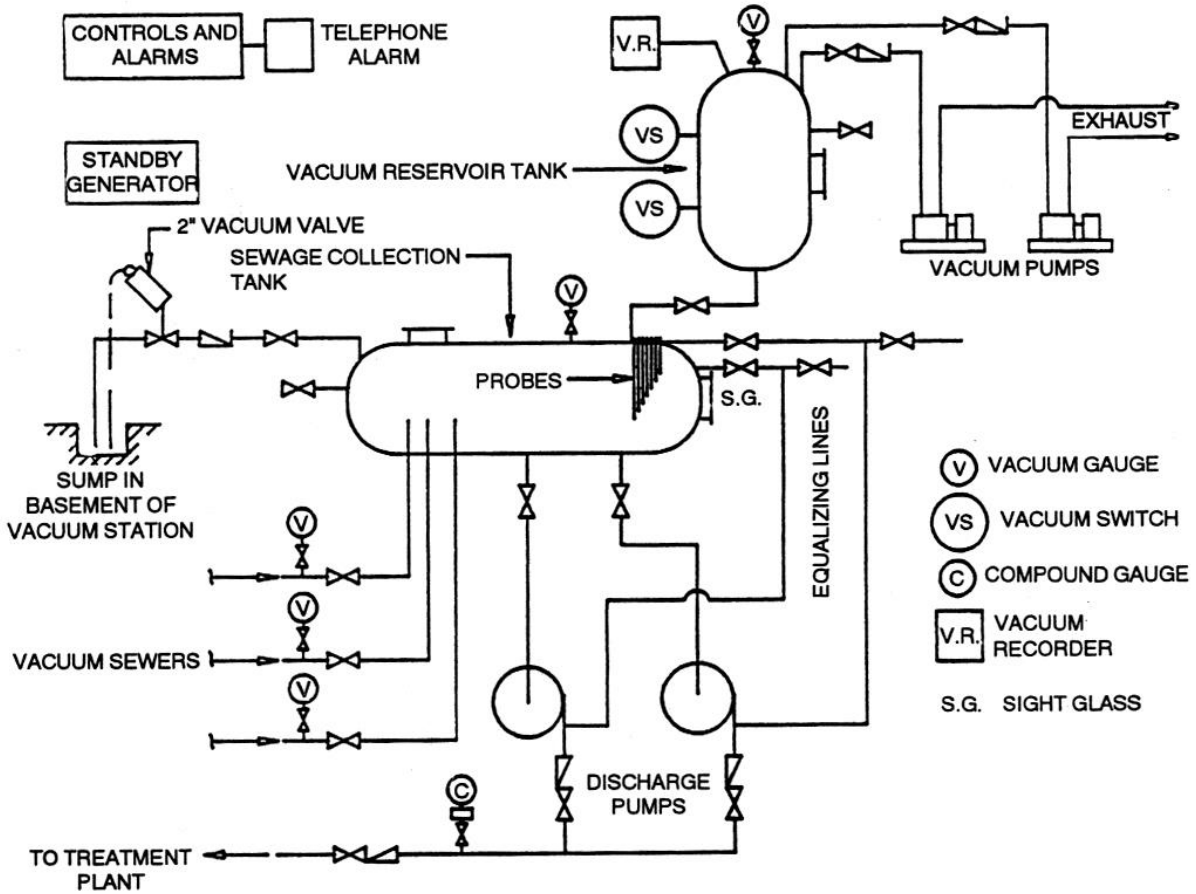 CONTROLS AND
ALARMS
TELEPHONE
ALARM
V.R.
V
EXHAUST
VS
VACUUM RESERVOIR TANK
VS
STANDBY
GENERATOR
2" VACUUM VALVE
SEWAGE COLLECTION
TANK
VACUUM PUMPS
V
PROBES
S.G.
EQUALIZING LINES
SUMP IN
BASEMENT OF
VACUUM STATION
V
V
VACUUM SEWERS
V
DISCHARGE
PUMPS
C
TO TREATMENT
PLANT
V VACUUM GAUGE
VS VACUUM SWITCH
C COMPOUND GAUGE
V.R. VACUUM
RECORDER
S.G. SIGHT GLASS